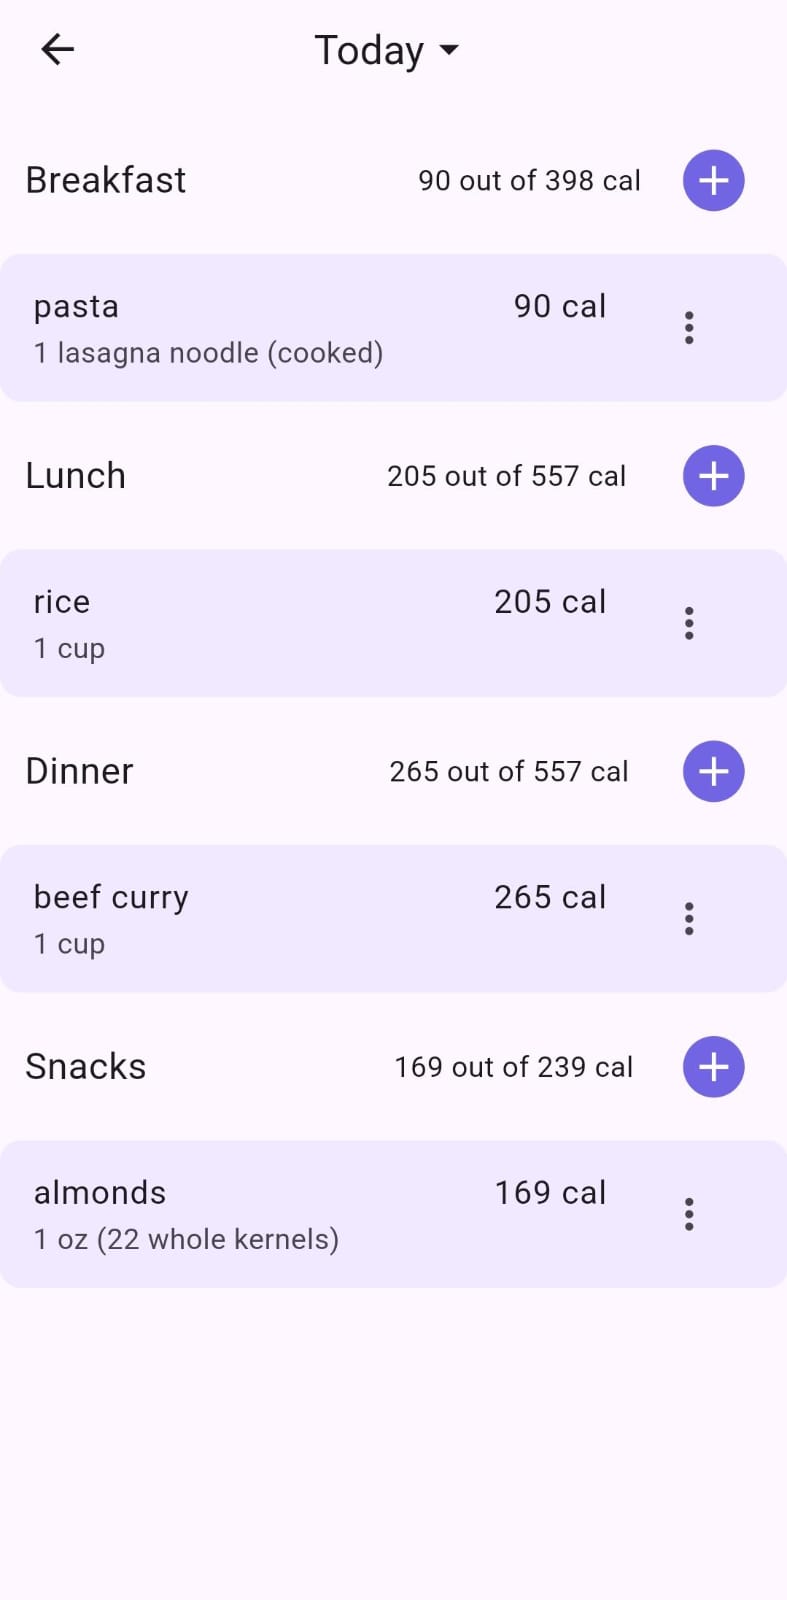 Today
Breakfast 90 out of 398 cal
pasta 90 cal
1 lasagna noodle (cooked)
Lunch 205 out of 557 cal
rice 205 cal
1 cup
Dinner 265 out of 557 cal
beef curry 265 cal
1 cup
Snacks 169 out of 239 cal
almonds 169 cal
1 oz (22 whole kernels)